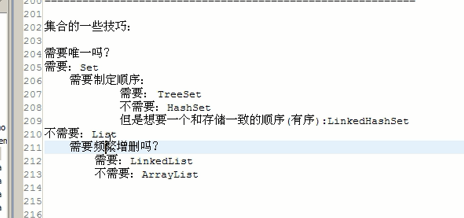 200 ============================================================
201
202 集合的一些技巧:
203
204 需要唯一吗?
205 需要: Set
206 需要制定顺序:
207 需要: TreeSet
208 不需要: HashSet
209 但是想要一个和存储一致的顺序(有序):LinkedHashSet
210 不需要: List
211 需要频繁增删吗?
212 需要: LinkedList
213 不需要: ArrayList
214
215
216